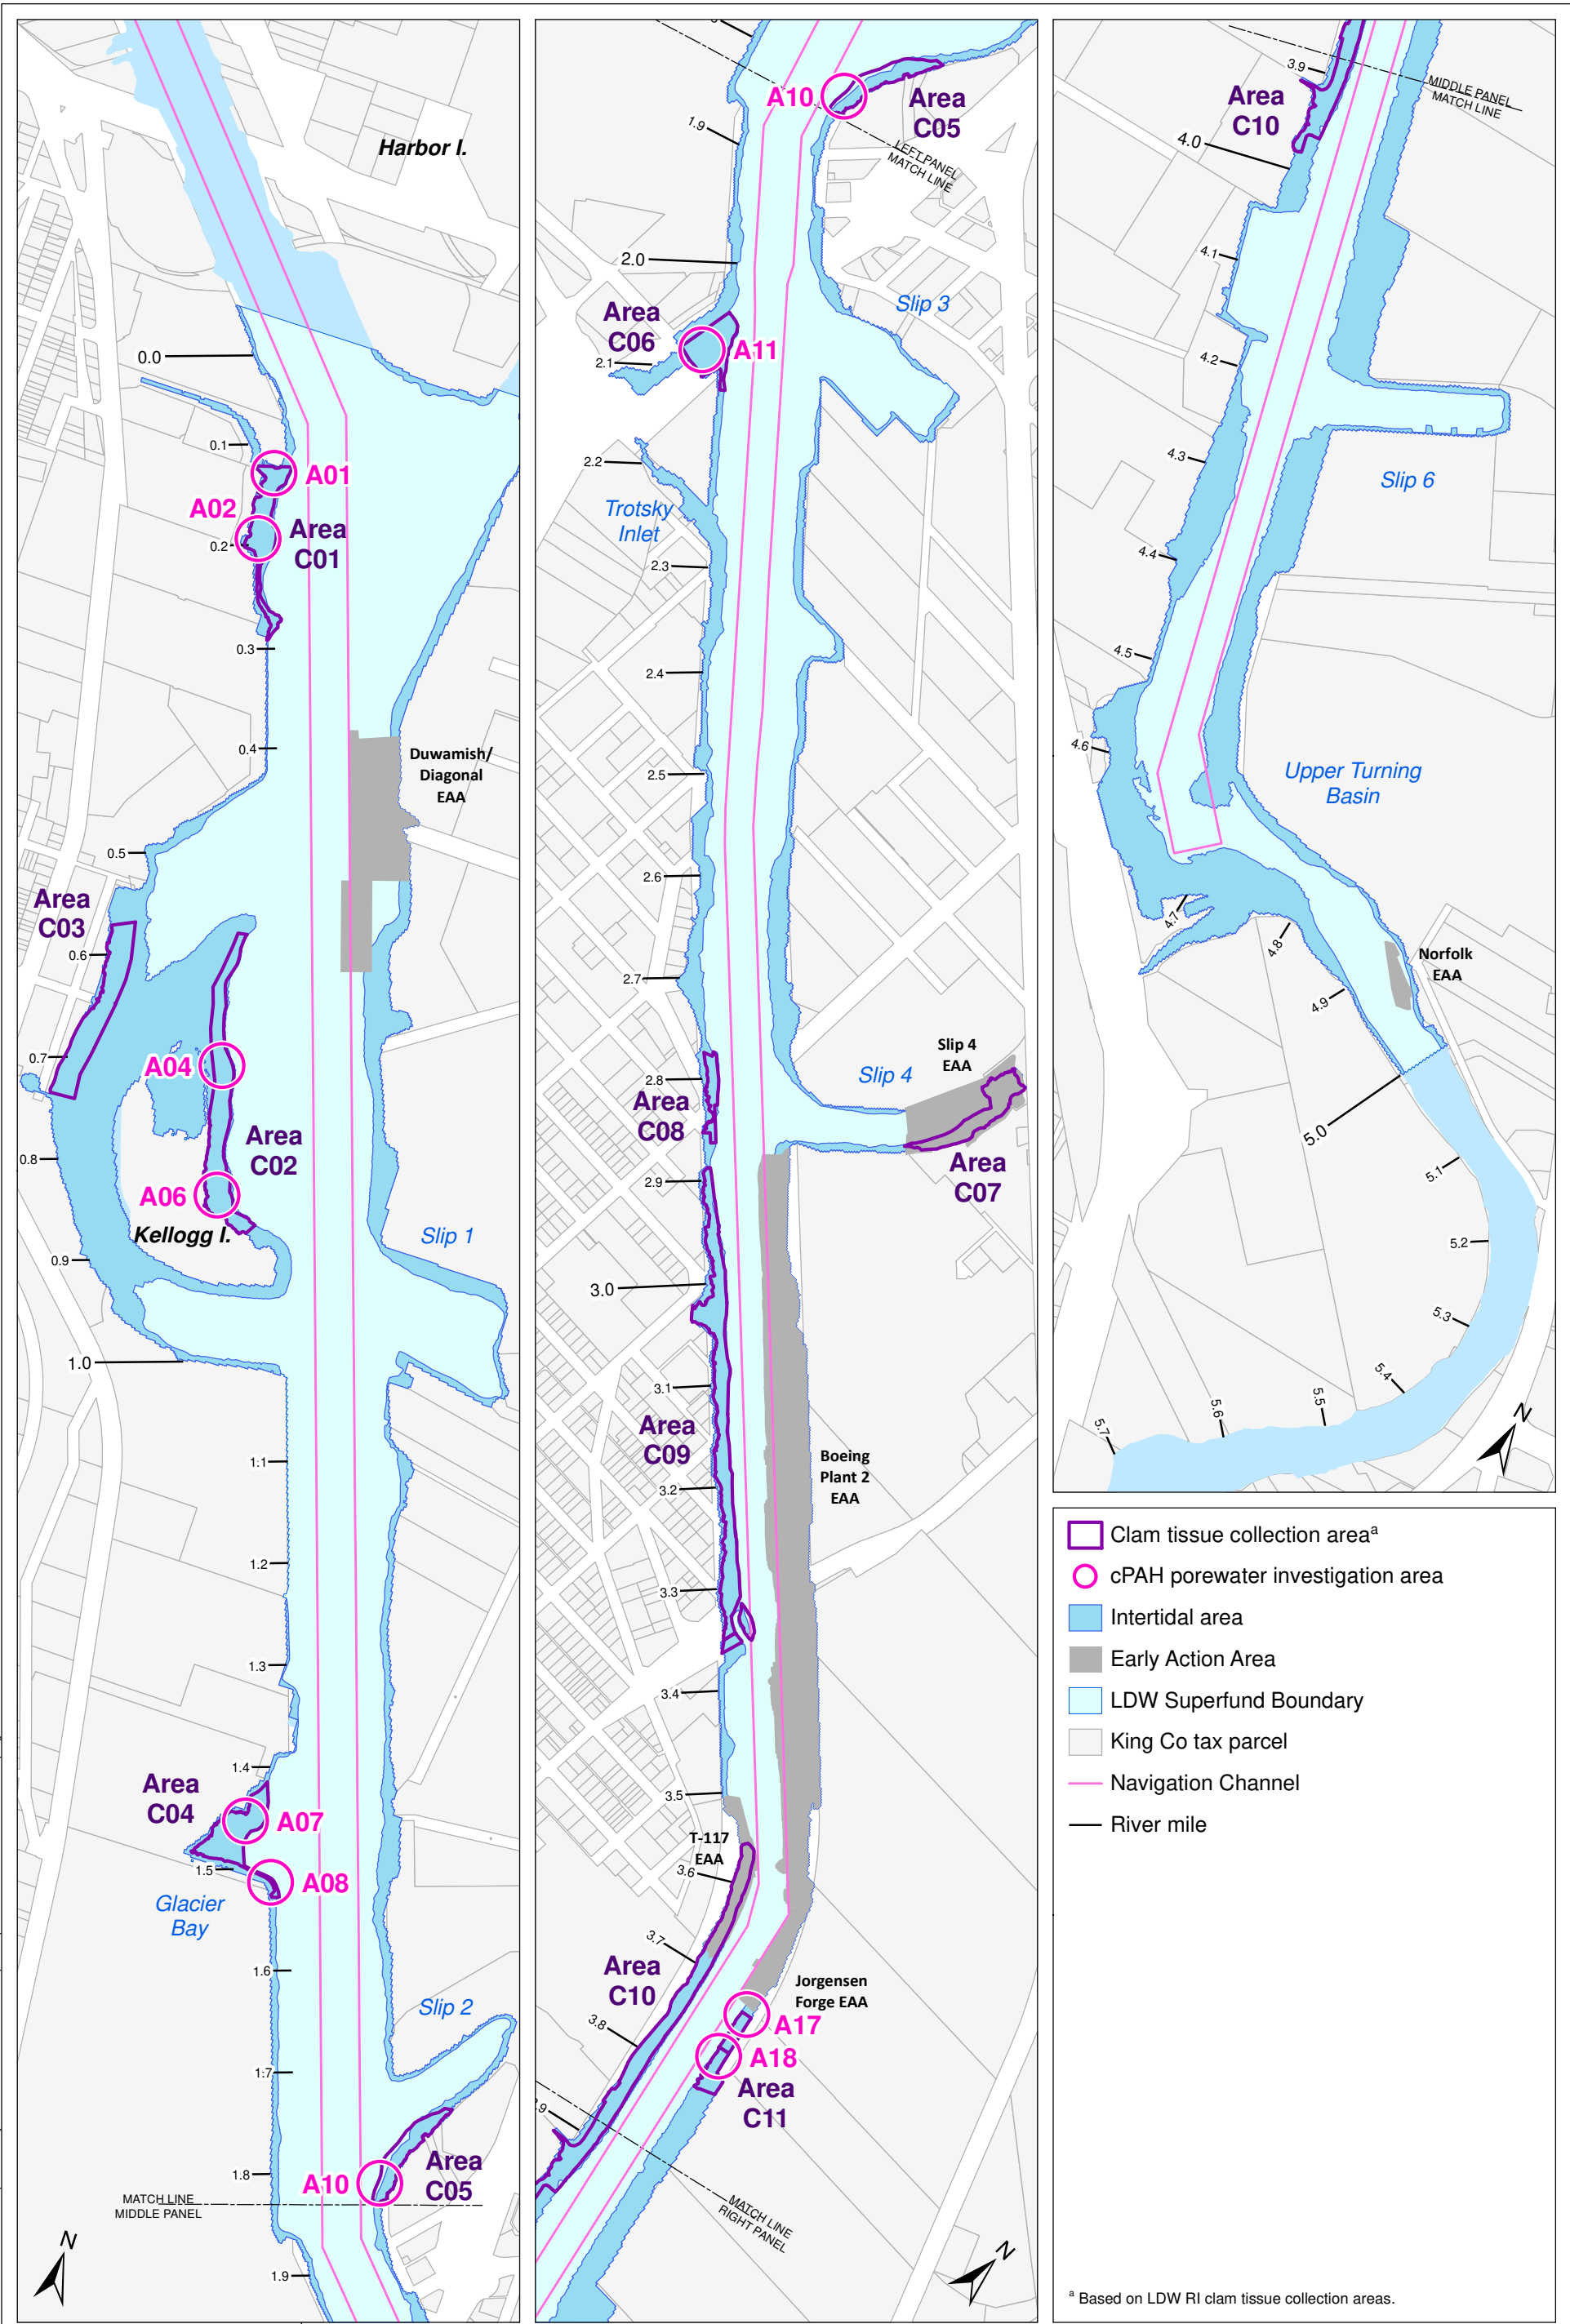 Harbor I.
0.0
0.1
A01
A02
Area
C01
0.2
0.3
0.4
Duwamish/
Diagonal
EAA
0.5
Area
C03
0.6
0.7
A04
Area
C02
0.8
A06
Kellogg I.
Slip 1
0.9
1.0
1.1
1.2
1.3
1.4
Area
C04
A07
1.5
A08
Glacier
Bay
1.6
Slip 2
1.7
Area
C05
1.8
A10
MATCH LINE
MIDDLE PANEL
N
1.9
A10
Area
C05
1.9
LEFT PANEL
MATCH LINE
2.0
Slip 3
Area
C06
A11
2.1
2.2
Trotsky
Inlet
2.3
2.4
2.5
2.6
2.7
Slip 4
EAA
Slip 4
2.8
Area
C08
Area
C07
2.9
3.0
3.1
Area
C09
Boeing
Plant 2
EAA
3.2
3.3
3.4
3.5
T-117
EAA
3.6
3.7
Area
C10
Jorgensen
Forge EAA
A17
3.8
A18
Area
C11
.9
MATCH LINE
RIGHT PANEL
N
3.9
MIDDLE PANEL
MATCH LINE
Area
C10
4.0
4.1
4.2
4.3
Slip 6
4.4
4.5
4.6
Upper Turning
Basin
4.7
4.8
Norfolk
EAA
4.9
5.0
5.1
5.2
5.3
5.4
5.5
5.6
5.7
N
Clam tissue collection areaᵃ
cPAH porewater investigation area
Intertidal area
Early Action Area
LDW Superfund Boundary
King Co tax parcel
Navigation Channel
River mile
ᵃ Based on LDW RI clam tissue collection areas.